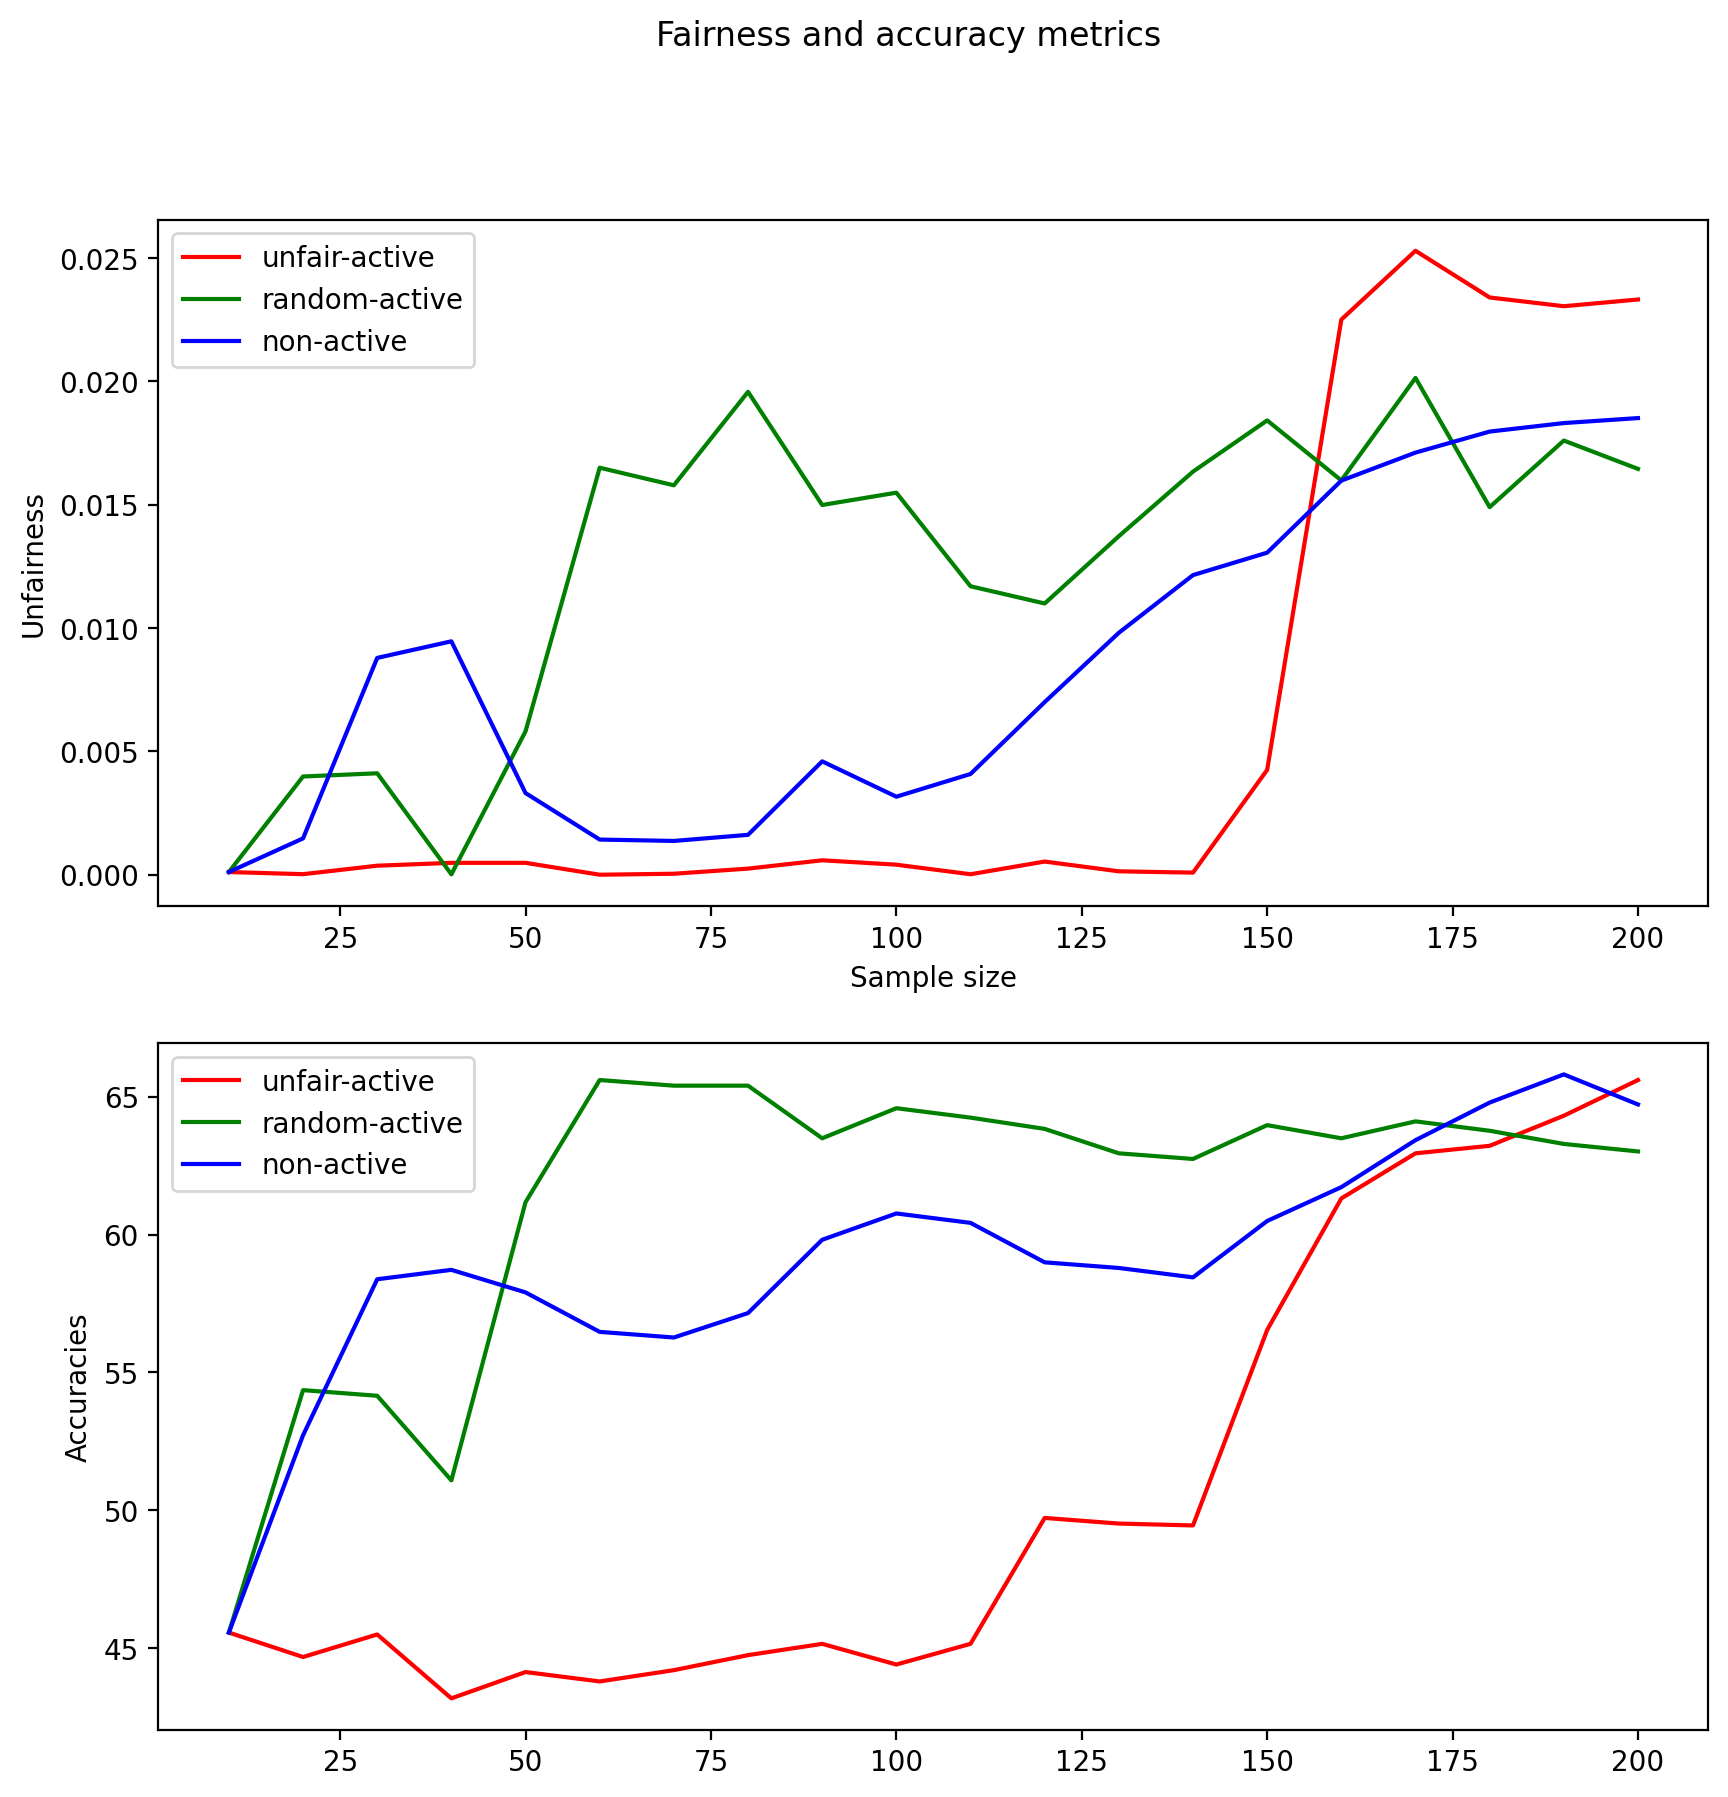 Fairness and accuracy metrics
unfair-active
random-active
non-active
0.025
0.020
0.015
0.010
0.005
0.000
Unfairness
25 50 75 100 125 150 175 200
Sample size
unfair-active
random-active
non-active
65
60
55
50
45
Accuracies
25 50 75 100 125 150 175 200